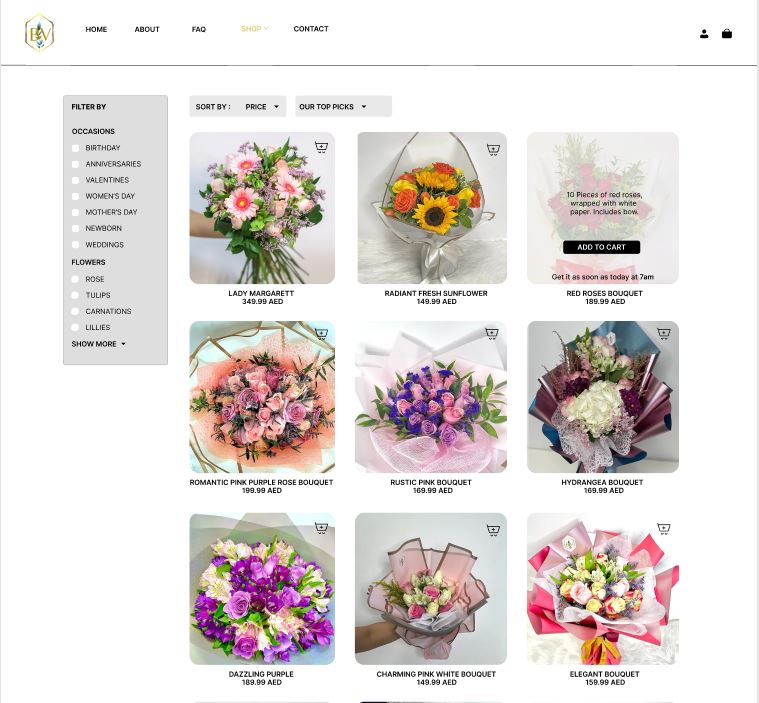 BV
HOME
ABOUT
FAQ
SHOP
CONTACT
FILTER BY
OCCASIONS
BIRTHDAY
ANNIVERSARIES
VALENTINES
WOMEN'S DAY
MOTHER'S DAY
NEWBORN
WEDDINGS
FLOWERS
ROSE
TULIPS
CARNATIONS
LILLIES
SHOW MORE
SORT BY : PRICE
OUR TOP PICKS
LADY MARGARETT
349.99 AED
RADIANT FRESH SUNFLOWER
149.99 AED
10 Pieces of red roses,
wrapped with white
paper. Includes bow.
ADD TO CART
Get it as soon as today at 7am
RED ROSES BOUQUET
189.99 AED
ROMANTIC PINK PURPLE ROSE BOUQUET
199.99 AED
RUSTIC PINK BOUQUET
169.99 AED
HYDRANGEA BOUQUET
169.99 AED
DAZZLING PURPLE
189.99 AED
CHARMING PINK WHITE BOUQUET
149.99 AED
ELEGANT BOUQUET
159.99 AED